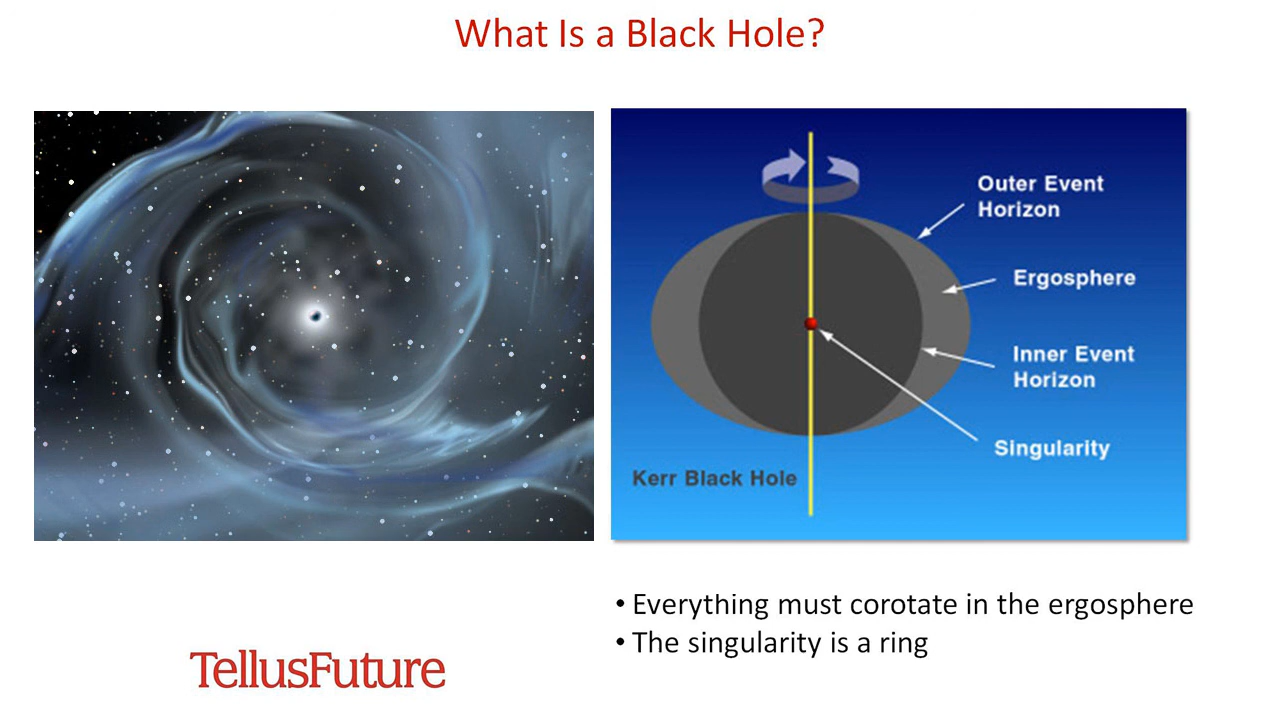 What Is a Black Hole?
Outer Event
Horizon
Ergosphere
Inner Event
Horizon
Singularity
Kerr Black Hole
• Everything must corotate in the ergosphere
• The singularity is a ring
TellusFuture